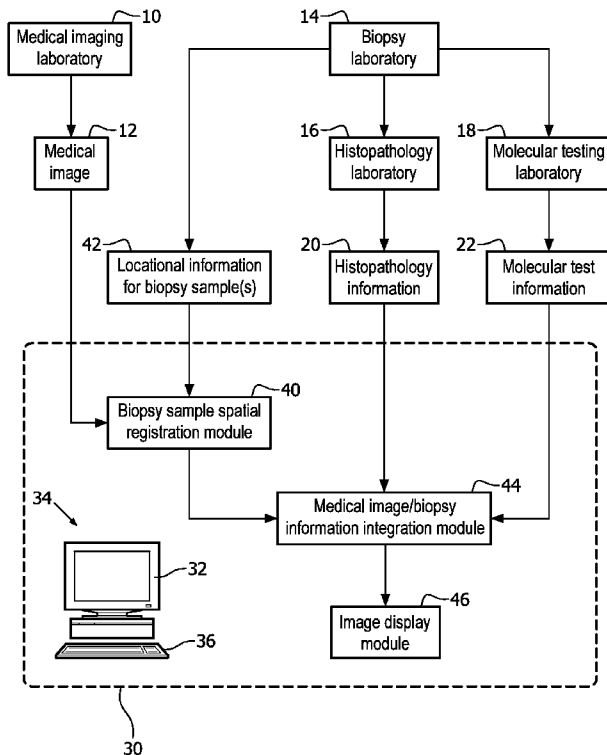 10
14
Medical imaging
laboratory
Biopsy
laboratory
12
16
18
Medical
image
Histopathology
laboratory
Molecular testing
laboratory
42
20
22
Locational information
for biopsy sample(s)
Histopathology
information
Molecular test
information
40
Biopsy sample spatial
registration module
44
34
Medical image/biopsy
information integration module
32
46
36
Image display
module
30